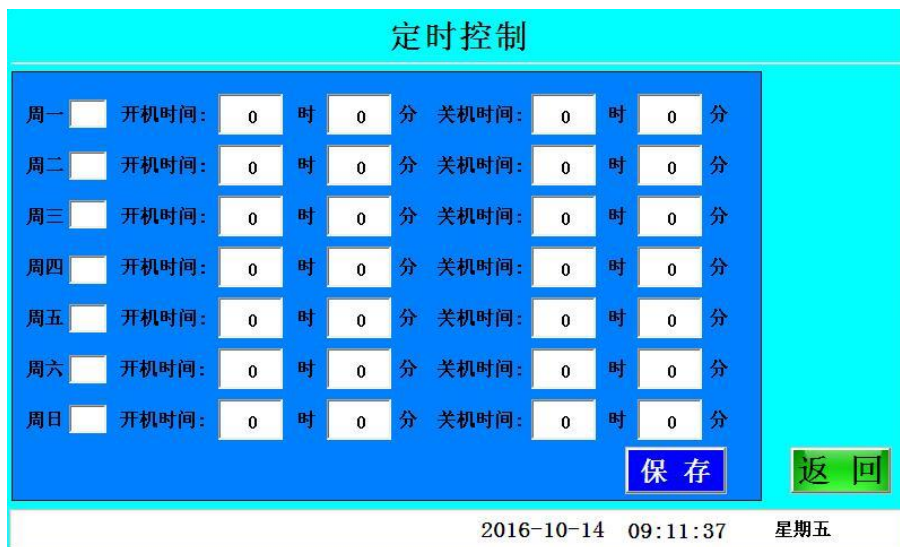 定时控制
周一 开机时间: 0 时 0 分 关机时间: 0 时 0 分
周二 开机时间: 0 时 0 分 关机时间: 0 时 0 分
周三 开机时间: 0 时 0 分 关机时间: 0 时 0 分
周四 开机时间: 0 时 0 分 关机时间: 0 时 0 分
周五 开机时间: 0 时 0 分 关机时间: 0 时 0 分
周六 开机时间: 0 时 0 分 关机时间: 0 时 0 分
周日 开机时间: 0 时 0 分 关机时间: 0 时 0 分
保 存 返 回
2016-10-14 09:11:37 星期五